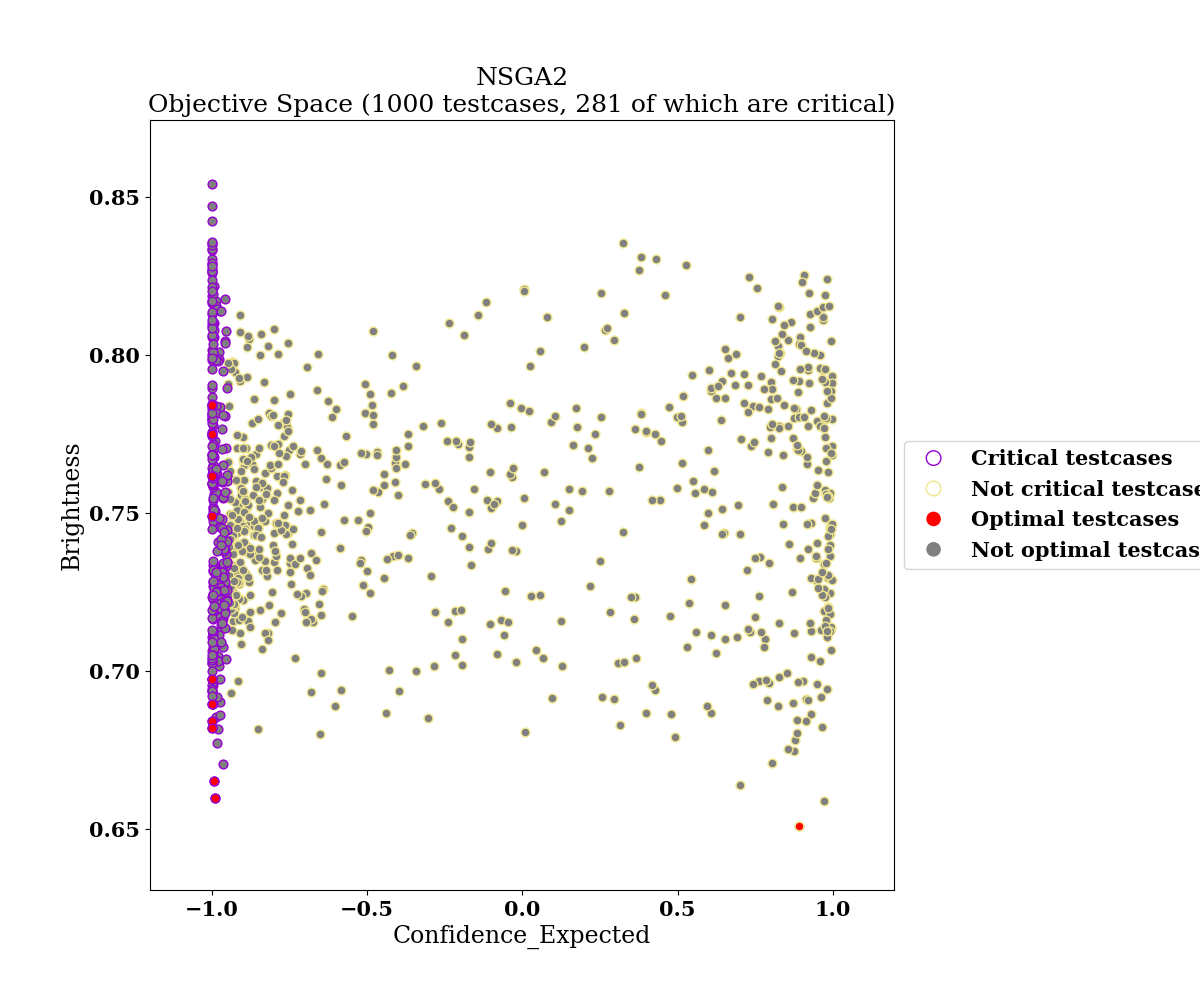 NSGA2
Objective Space (1000 testcases, 281 of which are critical)
0.85
0.80
0.75
0.70
0.65
Brightness
−1.0
−0.5
0.0
0.5
1.0
Confidence_Expected
Critical testcases
Not critical testcase
Optimal testcases
Not optimal testcas